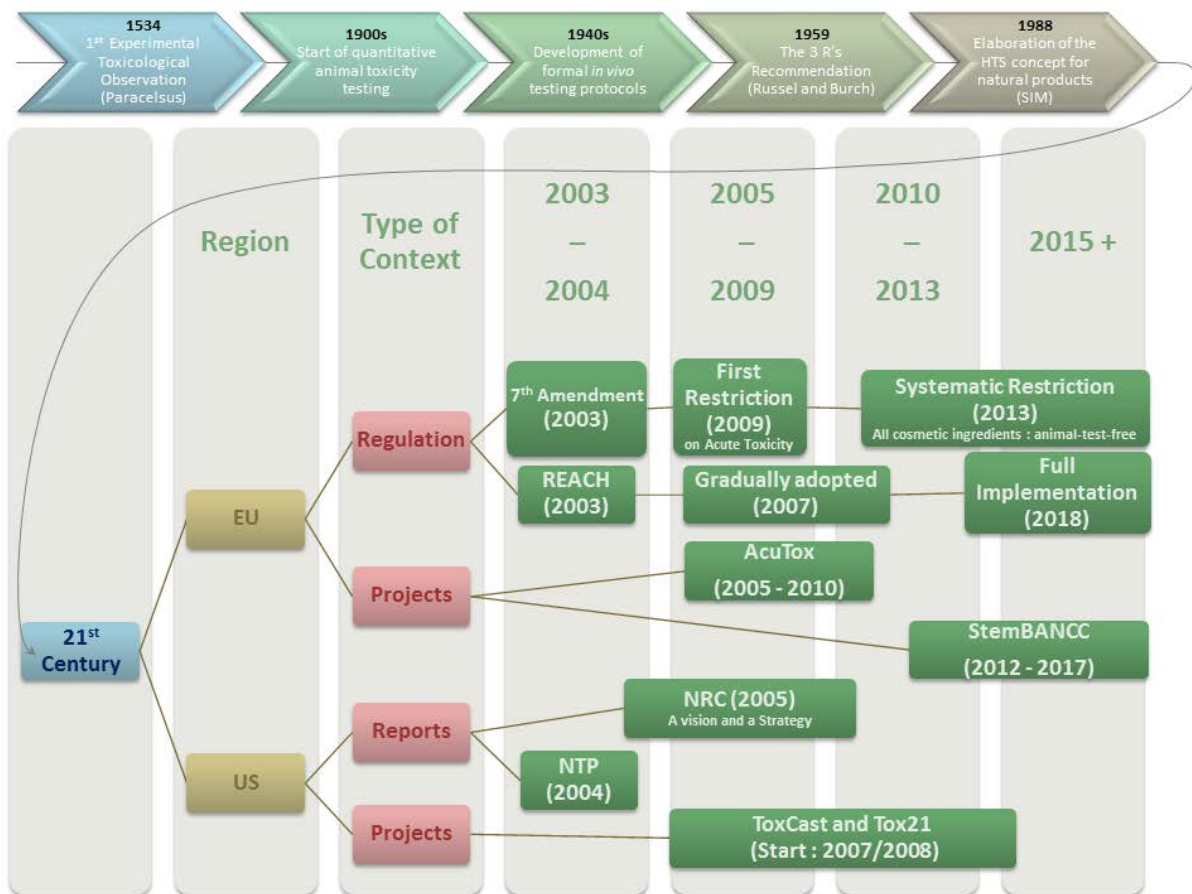 1534
1st Experimental
Toxicological
Observation
(Paracelsus)
1900s
Start of quantitative
animal toxicity
testing
1940s
Development of
formal in vivo
testing protocols
1959
The 3 R's
Recommendation
(Russel and Burch)
1988
Elaboration of the
HTS concept for
natural products
(SIM)
Region
Type of
Context
2003
–
2004
2005
–
2009
2010
–
2013
2015 +
21st
Century
EU
Regulation
7th Amendment
(2003)
First
Restriction
(2009)
on Acute Toxicity
Systematic Restriction
(2013)
All cosmetic ingredients : animal-test-free
REACH
(2003)
Gradually adopted
(2007)
Full
Implementation
(2018)
Projects
AcuTox
(2005 - 2010)
StemBANCC
(2012 - 2017)
US
Reports
NRC (2005)
A vision and a Strategy
NTP
(2004)
Projects
ToxCast and Tox21
(Start : 2007/2008)